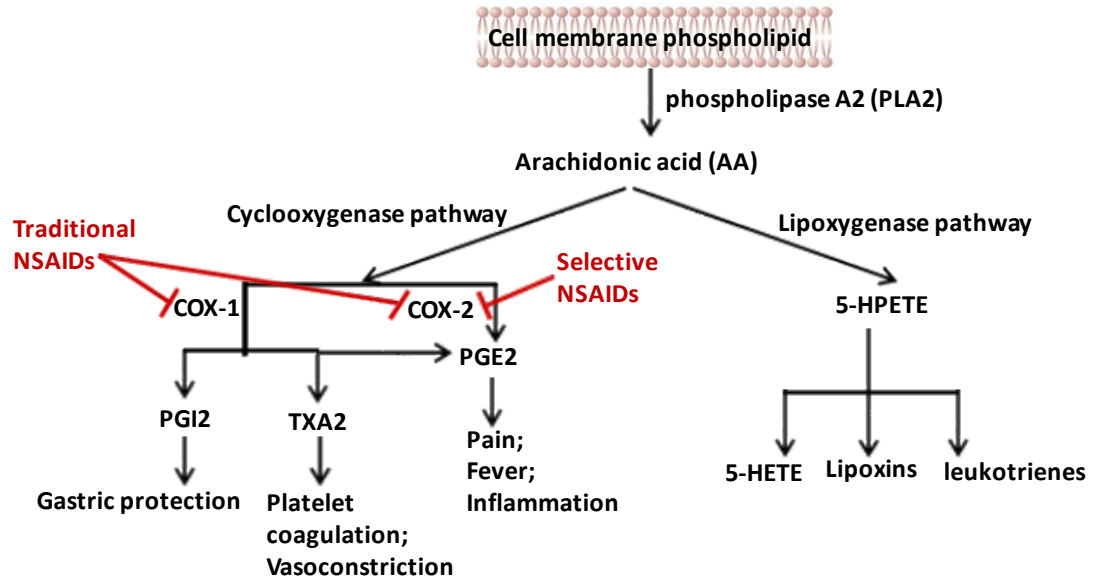 Cell membrane phospholipid
phospholipase A2 (PLA2)
Arachidonic acid (AA)
Cyclooxygenase pathway
Lipoxygenase pathway
Traditional
NSAIDs
Selective
NSAIDs
COX-1
COX-2
5-HPETE
PGE2
PGI2
TXA2
Pain;
Fever;
Inflammation
5-HETE
Lipoxins
leukotrienes
Gastric protection
Platelet
coagulation;
Vasoconstriction